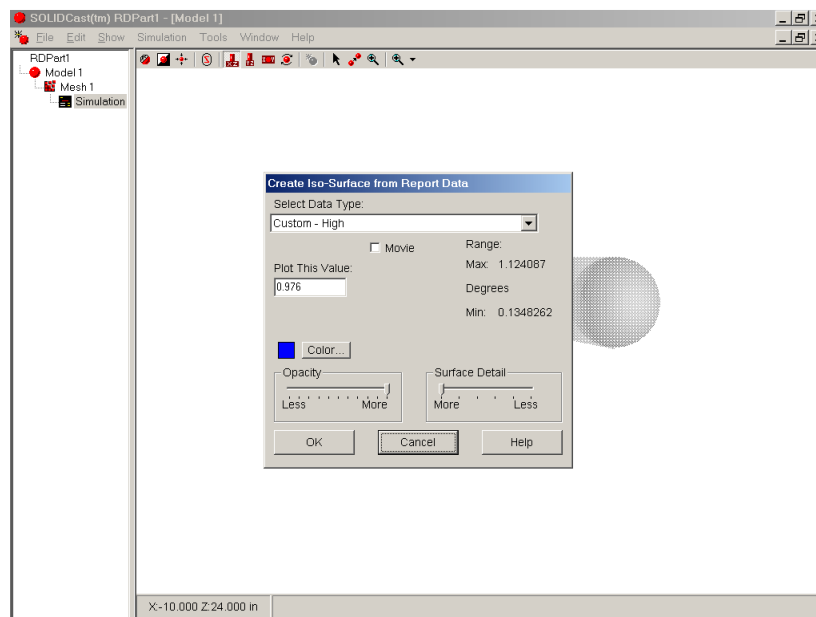 SOLIDCast(tm) RDPart1 - [Model 1]
File Edit Show Simulation Tools Window Help
RDPart1
Model 1
Mesh 1
Simulation
Create Iso-Surface from Report Data
Select Data Type:
Custom - High
Movie
Range:
Plot This Value:
Max: 1.124087
0.976
Degrees
Min: 0.1348262
Color...
Opacity
Surface Detail
Less More
More Less
OK Cancel Help
X:-10.000 Z:24.000 in